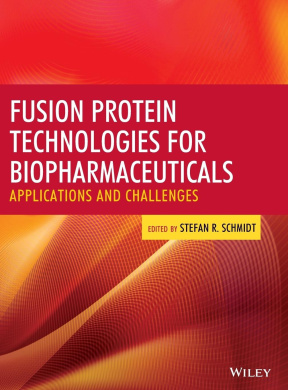 FUSION PROTEIN
TECHNOLOGIES FOR
BIOPHARMACEUTICALS
APPLICATIONS AND CHALLENGES
EDITED BY STEFAN R. SCHMIDT
WILEY